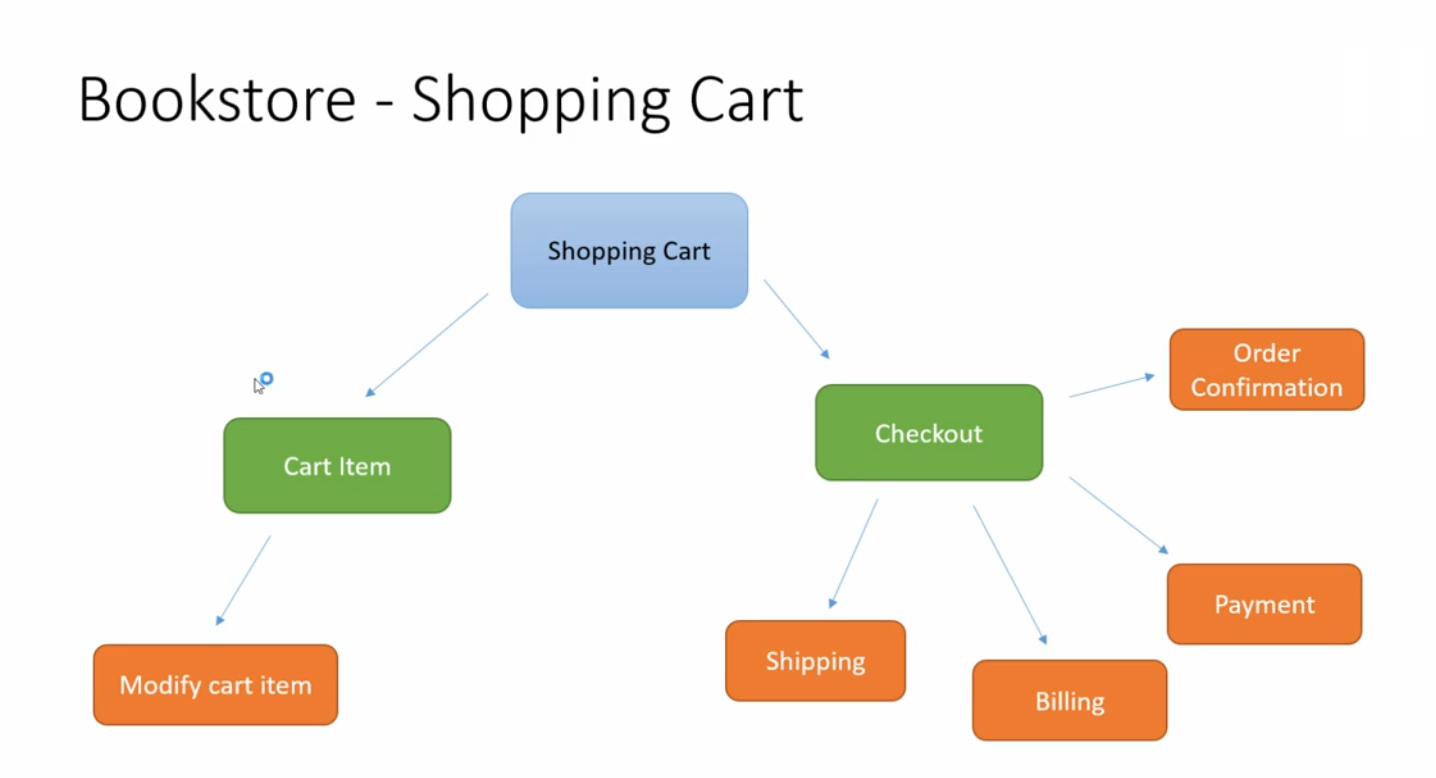 Bookstore - Shopping Cart
Shopping Cart
Order
Confirmation
Checkout
Cart Item
Payment
Shipping
Modify cart item
Billing